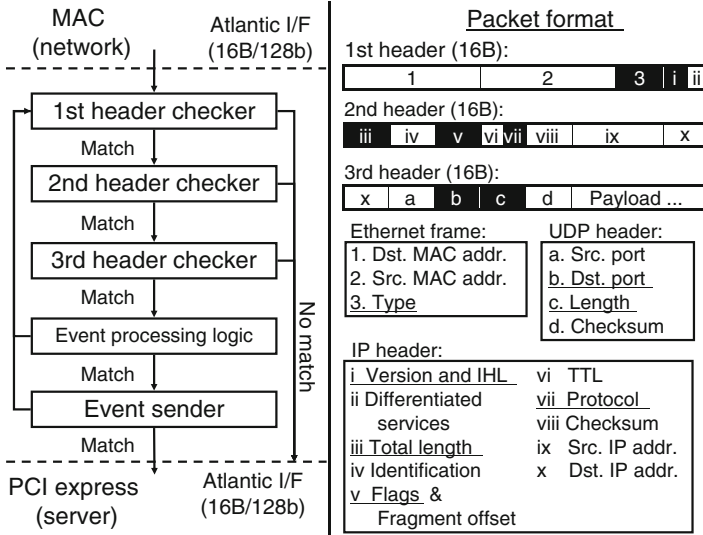 MAC
(network)
Atlantic I/F
(16B/128b)
1st header checker
Match
2nd header checker
Match
3rd header checker
Match
Event processing logic
Match
Event sender
Match
No match
PCI express
(server)
Atlantic I/F
(16B/128b)
Packet format
1st header (16B):
1 2 3 i ii
2nd header (16B):
iii iv v vi vii viii ix x
3rd header (16B):
x a b c d Payload ...
Ethernet frame:
1. Dst. MAC addr.
2. Src. MAC addr.
3. Type
UDP header:
a. Src. port
b. Dst. port
c. Length
d. Checksum
IP header:
i Version and IHL
ii Differentiated
services
iii Total length
iv Identification
v Flags &
Fragment offset
vi TTL
vii Protocol
viii Checksum
ix Src. IP addr.
x Dst. IP addr.